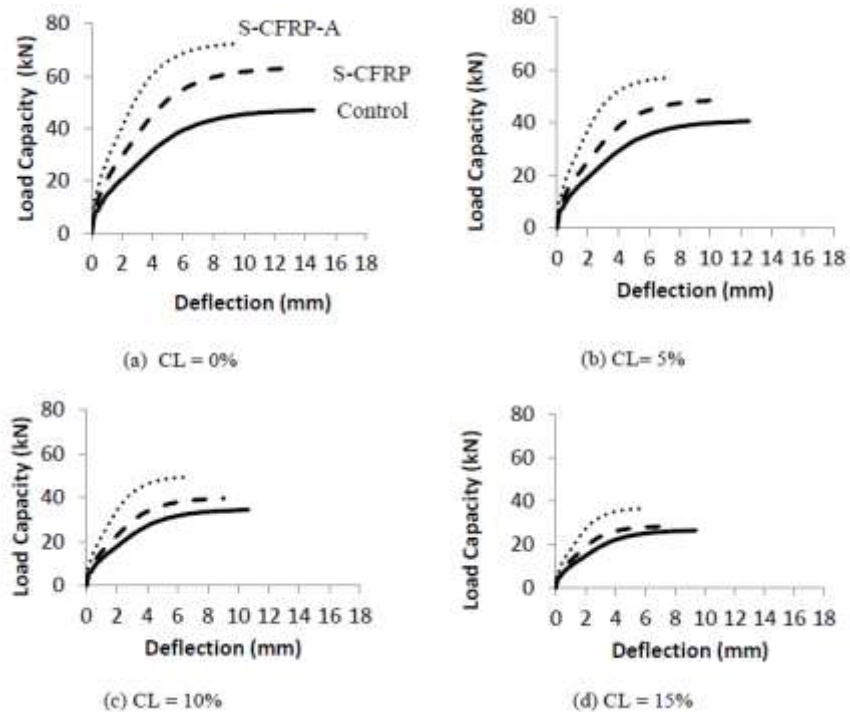 Load Capacity (kN)
80
60
40
20
0
S-CFRP-A
S-CFRP
Control
0 2 4 6 8 10 12 14 16 18
Deflection (mm)
(a) CL = 0%
Load Capacity (kN)
80
60
40
20
0
0 2 4 6 8 10 12 14 16 18
Deflection (mm)
(b) CL= 5%
Load Capacity (kN)
80
60
40
20
0
0 2 4 6 8 10 12 14 16 18
Deflection (mm)
(c) CL = 10%
Load Capacity (kN)
80
60
40
20
0
0 2 4 6 8 10 12 14 16 18
Deflection (mm)
(d) CL = 15%